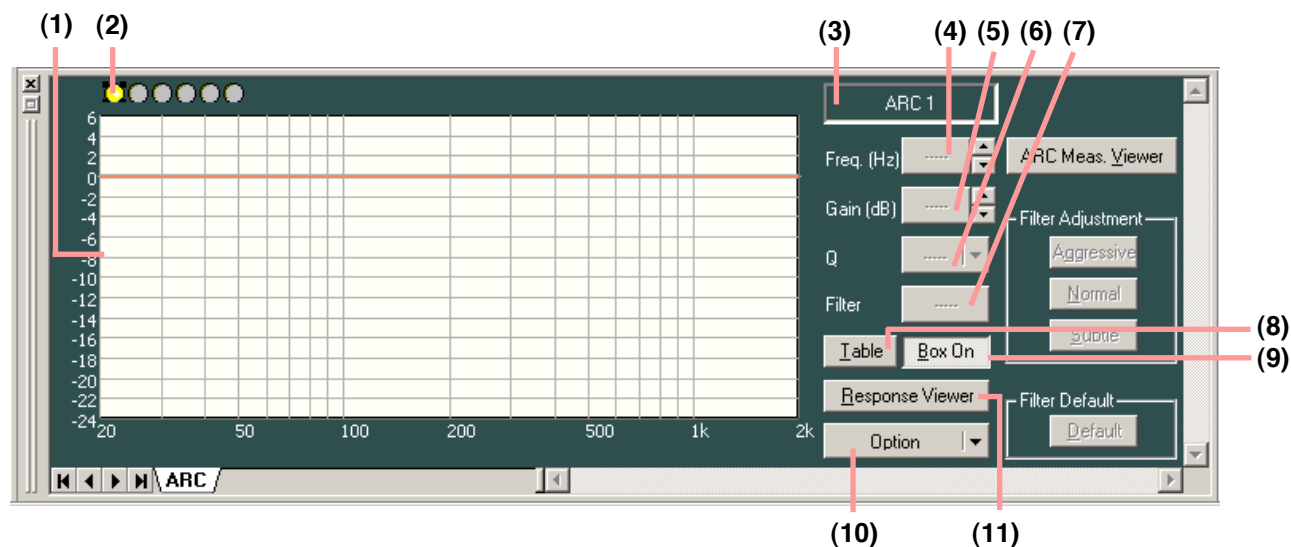 (1) (2) (3) (4) (5) (6) (7)
ARC 1
6
4
2
0
-2
-4
-6
-8
-10
-12
-14
-16
-18
-20
-22
-24
20 50 100 200 500 1k 2k
Freq. (Hz) -----
ARC Meas. Viewer
Gain (dB) -----
Filter Adjustment
Q -----
Aggressive
Filter -----
Normal
Subtle
(8)
Table Box On
(9)
Response Viewer
Filter Default
Option
Default
ARC
(10) (11)